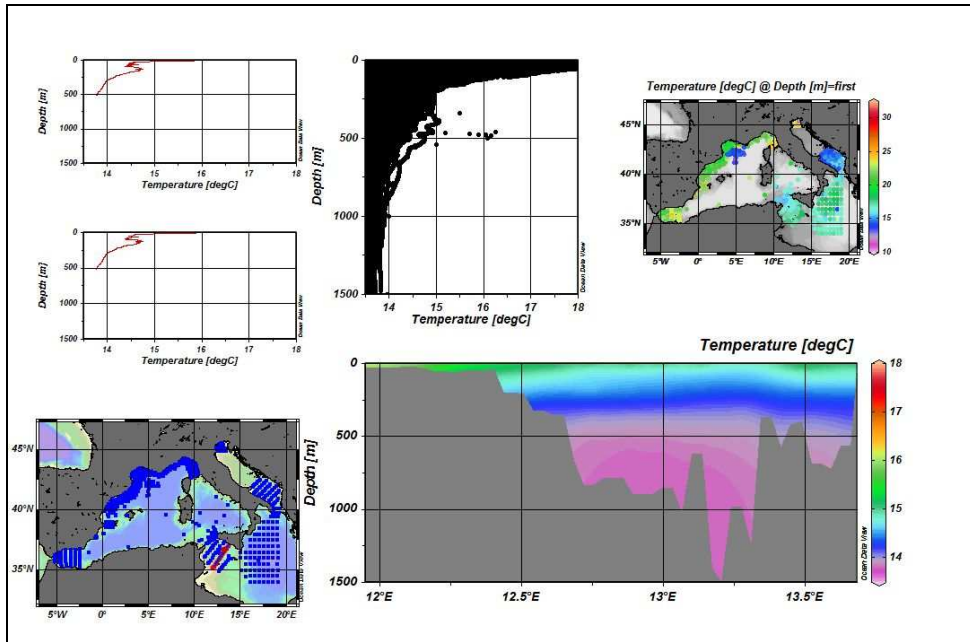 0
500
1000
1500
Depth [m]
13 14 15 16 17 18
Temperature [degC]
Ocean Data View
0
500
1000
1500
Depth [m]
13 14 15 16 17 18
Temperature [degC]
Ocean Data View
0
500
1000
1500
Depth [m]
14 15 16 17 18
Temperature [degC]
Ocean Data View
Temperature [degC] @ Depth [m]=first
45°N
40°N
35°N
5°W 0° 5°E 10°E 15°E 20°E
30
25
20
15
10
Ocean Data View
45°N
40°N
35°N
5°W 0° 5°E 10°E 15°E 20°E
Ocean Data View
Temperature [degC]
0
500
1000
1500
Depth [m]
12°E 12.5°E 13°E 13.5°E
18
17
16
15
14
Ocean Data View